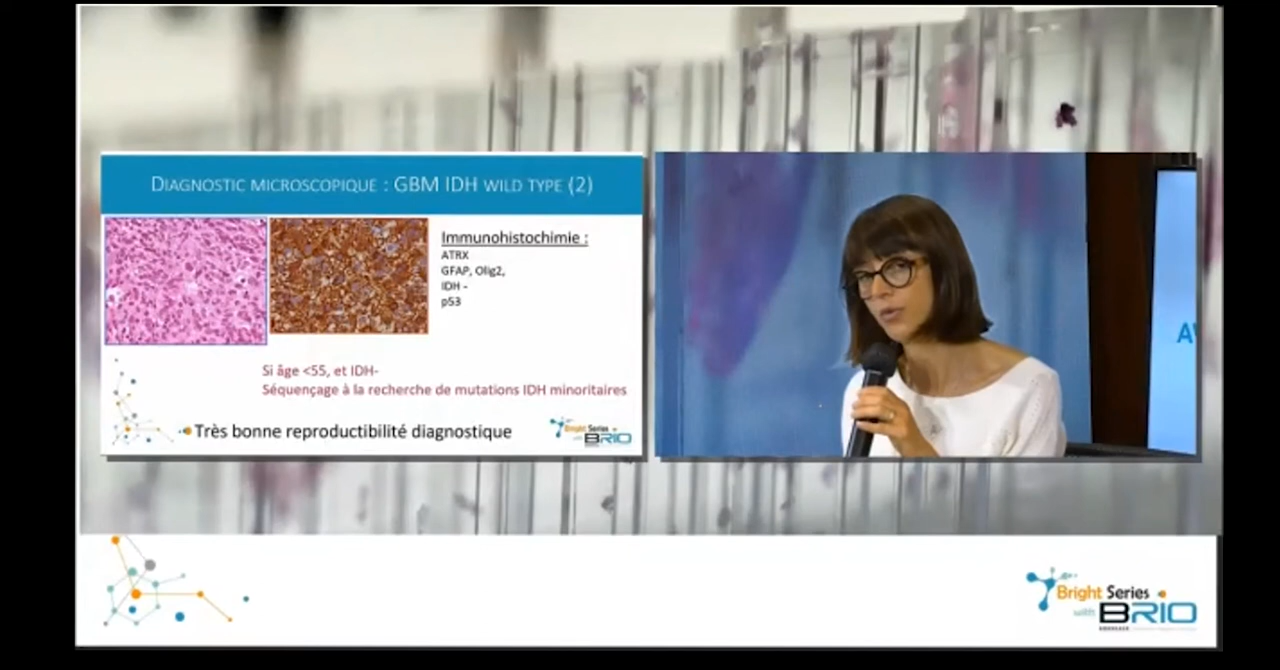 DIAGNOSTIC MICROSCOPIQUE : GBM IDH WILD TYPE (2)
Immunohistochimie :
ATRX
GFAP, Olig2,
IDH -
p53
Si âge <55, et IDH-
Séquençage à la recherche de mutations IDH minoritaires
Très bonne reproductibilité diagnostique
Bright Series
with BRIO
Bright Series
with BRIO